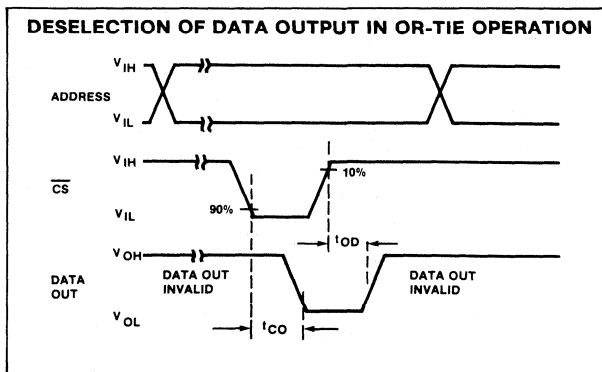 DESELECTION OF DATA OUTPUT IN OR-TIE OPERATION
VIH
ADDRESS
VIL
VIH
10%
CS
90%
VIL
tOD
VOH
DATA OUT INVALID
DATA OUT INVALID
DATA OUT
tCO
VOL